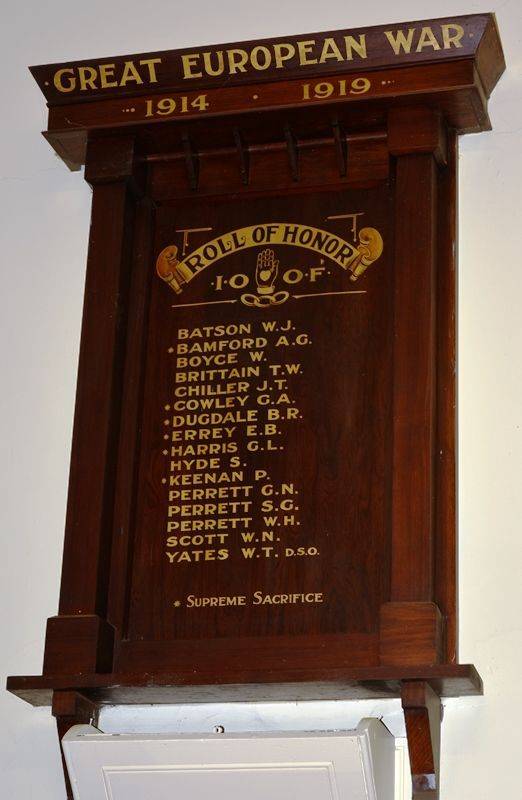 · GREAT EUROPEAN WAR ·
·· 1914 · 1919 ··
ROLL OF HONOR
·I·O O·F·
BATSON W.J.
* BAMFORD A.G.
BOYCE W.
BRITTAIN T.W.
CHILLER J.T.
* COWLEY G.A.
* DUGDALE B.R.
* ERREY E.B.
* HARRIS G.L.
HYDE S.
* KEENAN P.
PERRETT G.N.
PERRETT S.G.
PERRETT W.H.
SCOTT W.N.
YATES W.T. D.S.O.
* SUPREME SACRIFICE